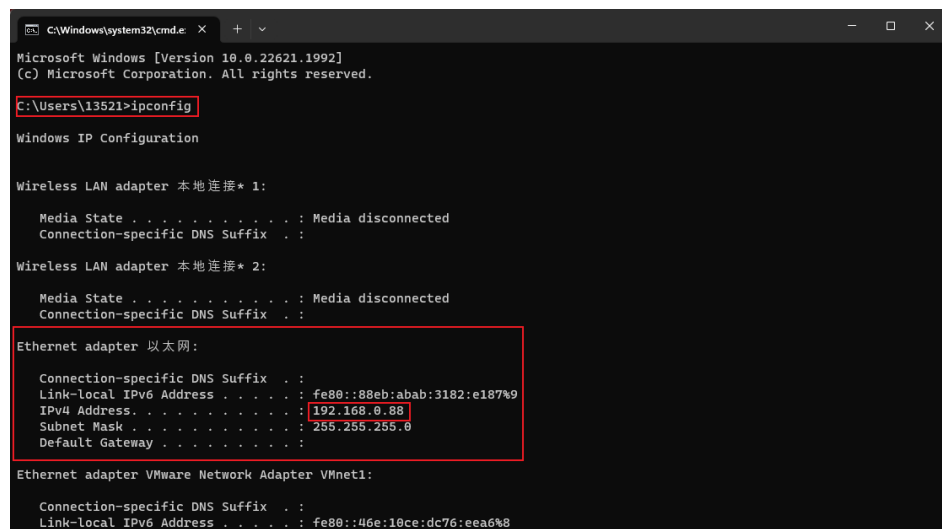 C:\Windows\system32\cmd.e:
Microsoft Windows [Version 10.0.22621.1992]
(c) Microsoft Corporation. All rights reserved.
C:\Users\13521>ipconfig
Windows IP Configuration
Wireless LAN adapter 本地连接* 1:
Media State . . . . . . . . . . . : Media disconnected
Connection-specific DNS Suffix  . :
Wireless LAN adapter 本地连接* 2:
Media State . . . . . . . . . . . : Media disconnected
Connection-specific DNS Suffix  . :
Ethernet adapter 以太网:
Connection-specific DNS Suffix  . :
Link-local IPv6 Address . . . . . : fe80::88eb:abab:3182:e187%9
IPv4 Address. . . . . . . . . . . : 192.168.0.88
Subnet Mask . . . . . . . . . . . : 255.255.255.0
Default Gateway . . . . . . . . . :
Ethernet adapter VMware Network Adapter VMnet1:
Connection-specific DNS Suffix  . :
Link-local IPv6 Address . . . . . : fe80::46e:10ce:dc76:eea6%8